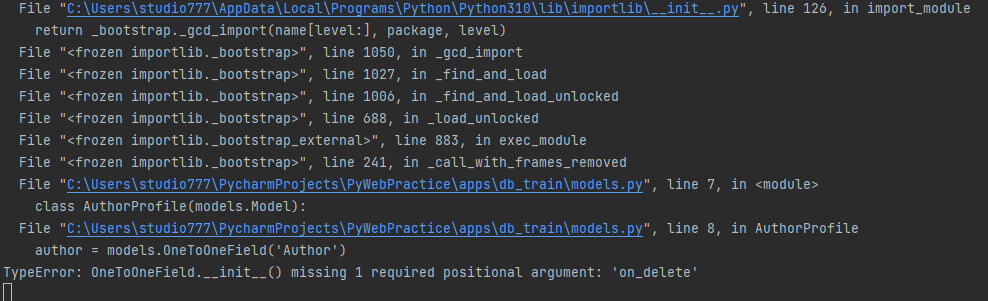 File "C:\Users\studio777\AppData\Local\Programs\Python\Python310\lib\importlib\__init__.py", line 126, in import_module
return _bootstrap._gcd_import(name[level:], package, level)
File "<frozen importlib._bootstrap>", line 1050, in _gcd_import
File "<frozen importlib._bootstrap>", line 1027, in _find_and_load
File "<frozen importlib._bootstrap>", line 1006, in _find_and_load_unlocked
File "<frozen importlib._bootstrap>", line 688, in _load_unlocked
File "<frozen importlib._bootstrap_external>", line 883, in exec_module
File "<frozen importlib._bootstrap>", line 241, in _call_with_frames_removed
File "C:\Users\studio777\PycharmProjects\PyWebPractice\apps\db_train\models.py", line 7, in <module>
class AuthorProfile(models.Model):
File "C:\Users\studio777\PycharmProjects\PyWebPractice\apps\db_train\models.py", line 8, in AuthorProfile
author = models.OneToOneField('Author')
TypeError: OneToOneField.__init__() missing 1 required positional argument: 'on_delete'